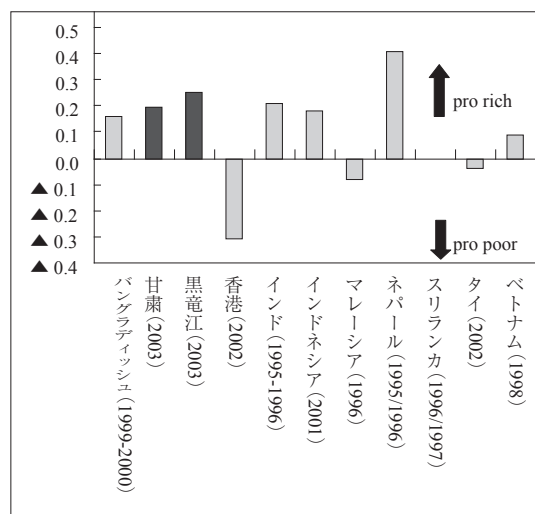 0.5
0.4
0.3
0.2
0.1
0.0
▲ 0.1
▲ 0.2
▲ 0.3
▲ 0.4
pro rich
pro poor
バングラディッシュ(1999-2000)
甘粛(2003)
黒竜江(2003)
香港(2002)
インド(1995-1996)
インドネシア(2001)
マレーシア(1996)
ネパール(1995/1996)
スリランカ(1996/1997)
タイ(2002)
ベトナム(1998)